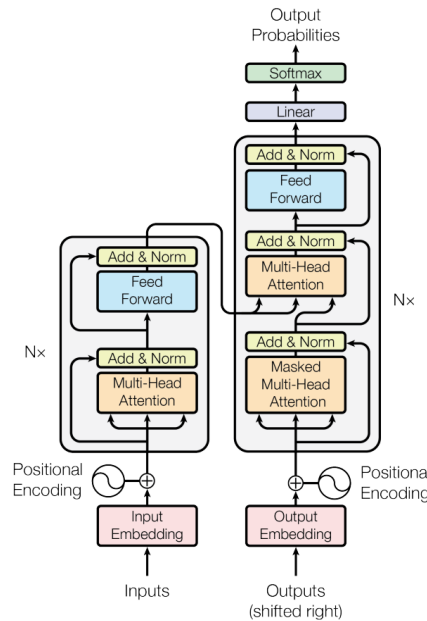 Output
Probabilities
Softmax
Linear
Add & Norm
Feed
Forward
Add & Norm
Multi-Head
Attention
Add & Norm
Masked
Multi-Head
Attention
N×
Add & Norm
Feed
Forward
Add & Norm
Multi-Head
Attention
N×
Positional
Encoding
Input
Embedding
Inputs
Positional
Encoding
Output
Embedding
Outputs
(shifted right)